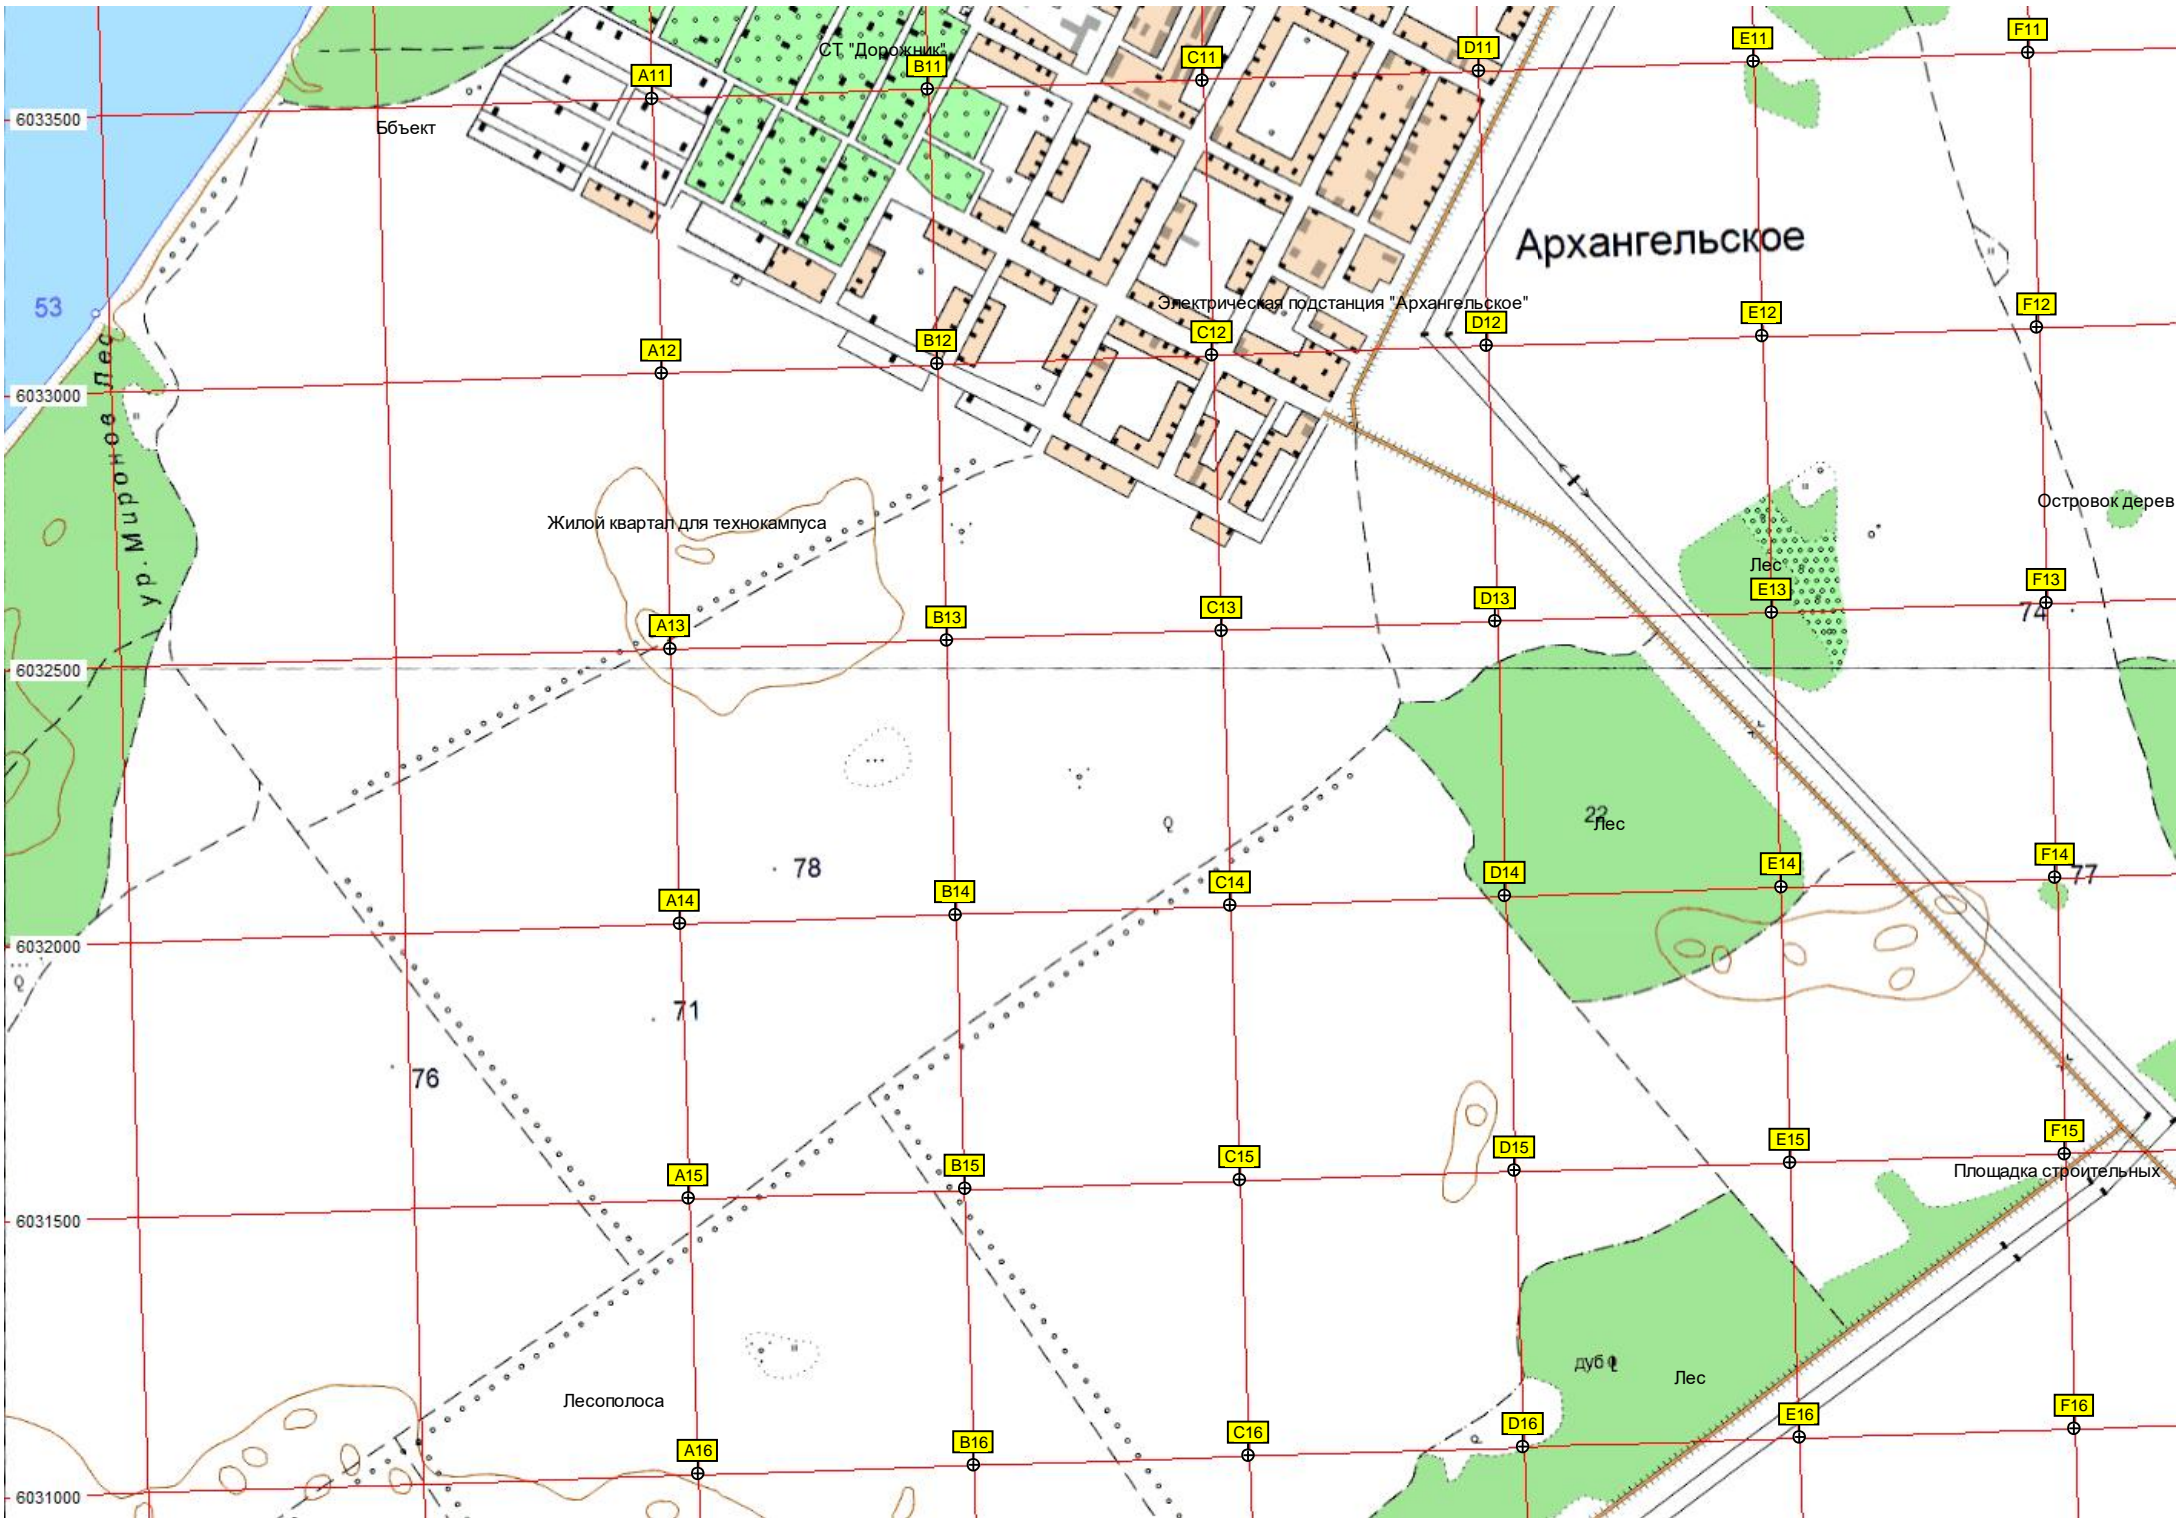 F11
E11
D11
СТ "Дорожник"
C11
B11
A11
6033500
Ббъект
Архангельское
53
Электрическая подстанция "Архангельское"
F12
E12
D12
C12
B12
A12
6033000
ур. Миронов Лес
Островок дерев
Жилой квартал для технокампуса
Лес
F13
E13
D13
C13
B13
A13
74
6032500
22
Лес
F14
77
E14
78
D14
C14
B14
A14
6032000
71
76
F15
E15
D15
C15
B15
A15
Площадка строительных
6031500
дуб
Лес
Лесополоса
F16
E16
D16
C16
B16
A16
6031000